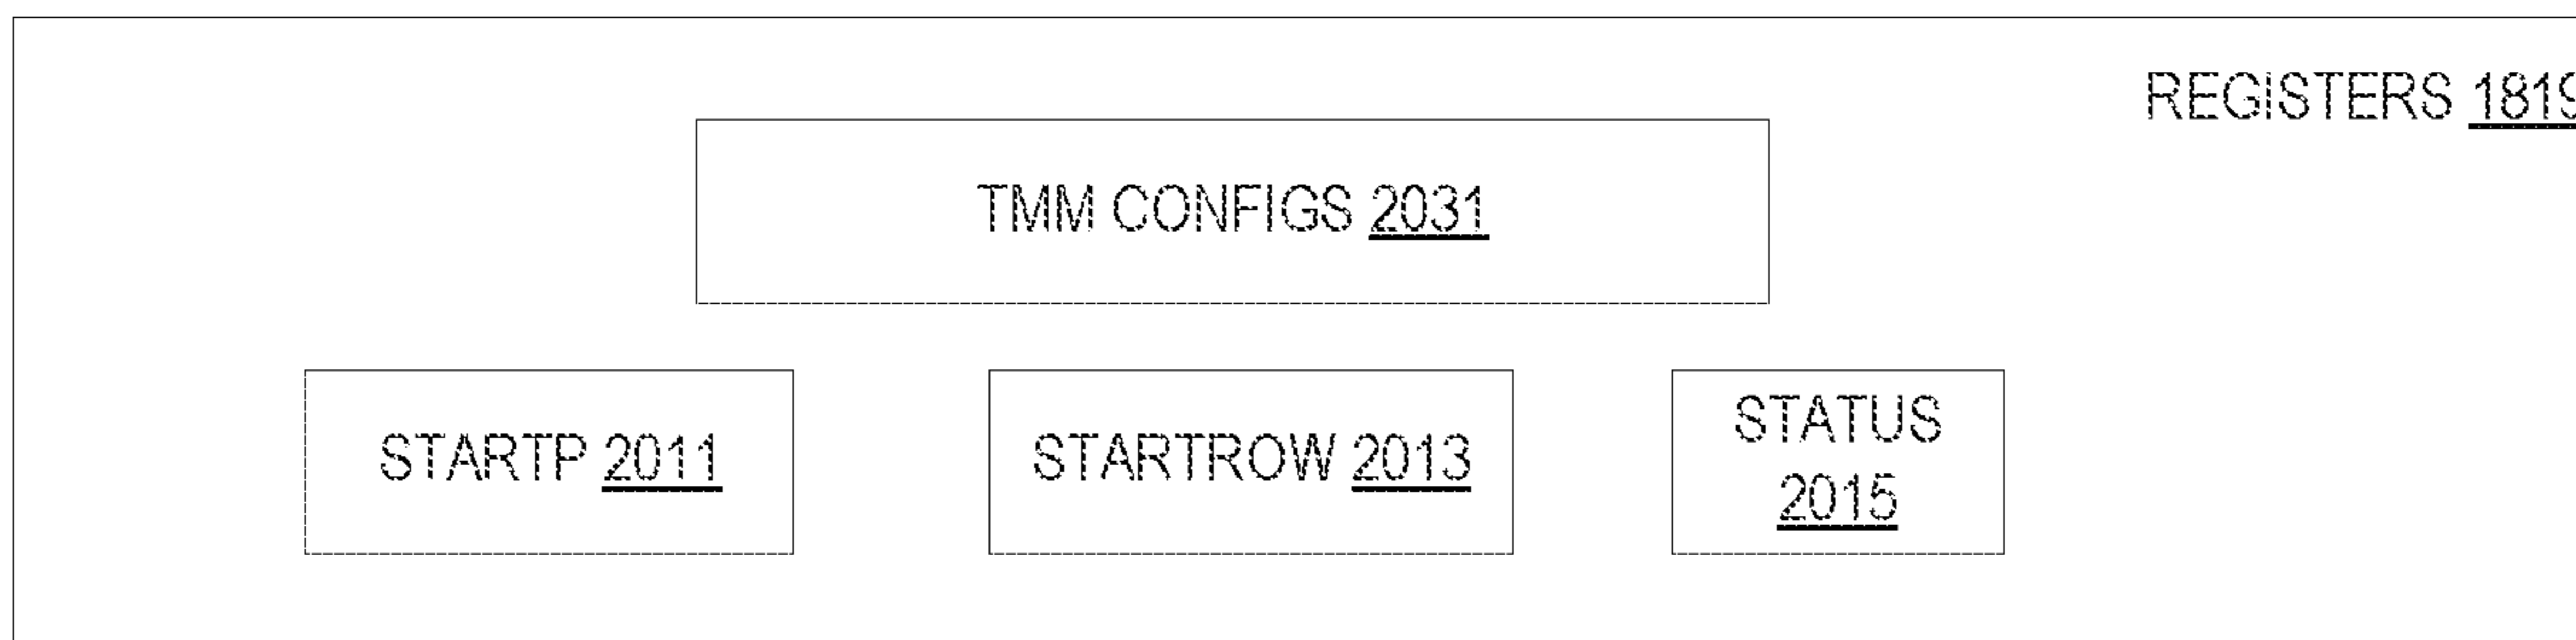 REGISTERS 1819
TMM CONFIGS 2031
STARTP 2011
STARTROW 2013
STATUS
2015